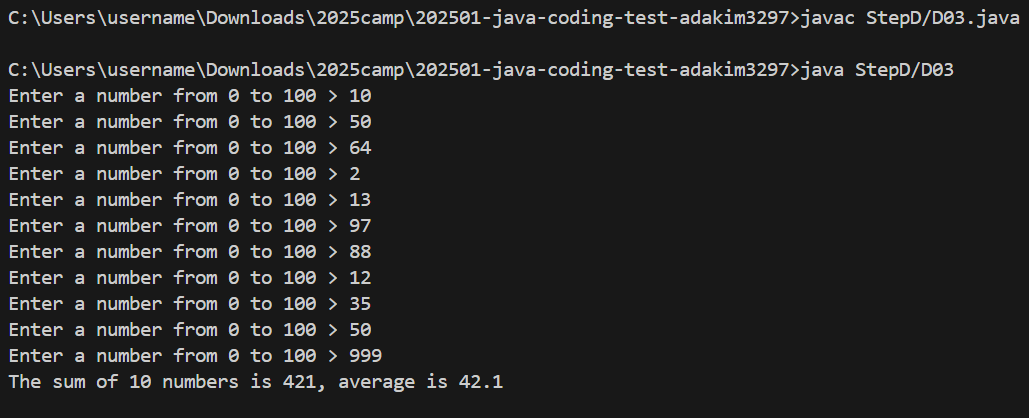 C:\Users\username\Downloads\2025camp\202501-java-coding-test-adakim3297>javac StepD/D03.java
C:\Users\username\Downloads\2025camp\202501-java-coding-test-adakim3297>java StepD/D03
Enter a number from 0 to 100 > 10
Enter a number from 0 to 100 > 50
Enter a number from 0 to 100 > 64
Enter a number from 0 to 100 > 2
Enter a number from 0 to 100 > 13
Enter a number from 0 to 100 > 97
Enter a number from 0 to 100 > 88
Enter a number from 0 to 100 > 12
Enter a number from 0 to 100 > 35
Enter a number from 0 to 100 > 50
Enter a number from 0 to 100 > 999
The sum of 10 numbers is 421, average is 42.1